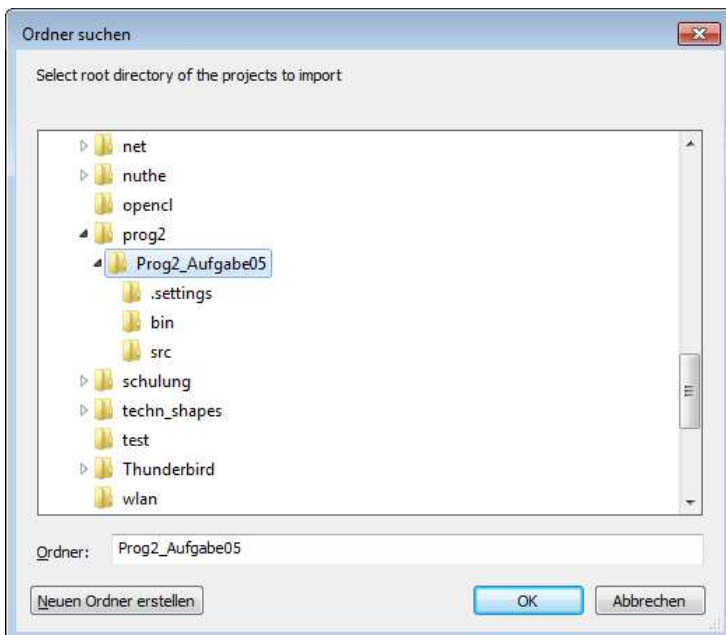 Ordner suchen
Select root directory of the projects to import
net
nuthe
opencl
prog2
Prog2_Aufgabe05
.settings
bin
src
schulung
techn_shapes
test
Thunderbird
wlan
Ordner: Prog2_Aufgabe05
Neuen Ordner erstellen OK Abbrechen